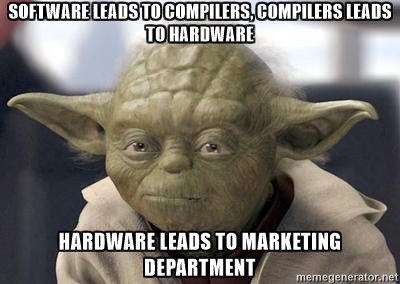 SOFTWARE LEADS TO COMPILERS, COMPILERS LEADS
TO HARDWARE
HARDWARE LEADS TO MARKETING
DEPARTMENT
memegenerator.net